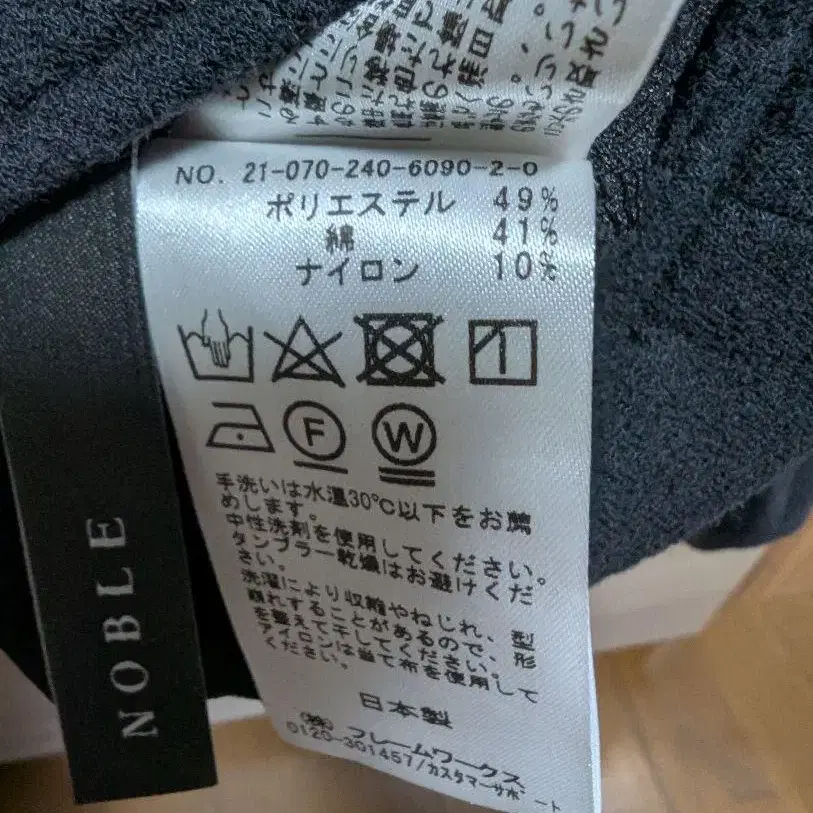 NO. 21-070-240-6090-2-0
ポリエステル 49%
綿 41%
ナイロン 10%
F W
手洗いは水温30℃以下をお薦
めします。
中性洗剤を使用してください。
タンブラー乾燥はお避けくだ
さい。
洗濯により収縮やねじれ、型
崩れすることがあるので、形
を整えて干してください。
アイロンは当て布を使用して
ください。
日本製
(株)フレームワークス
0120-301457/カスタマーサポート
NOBLE